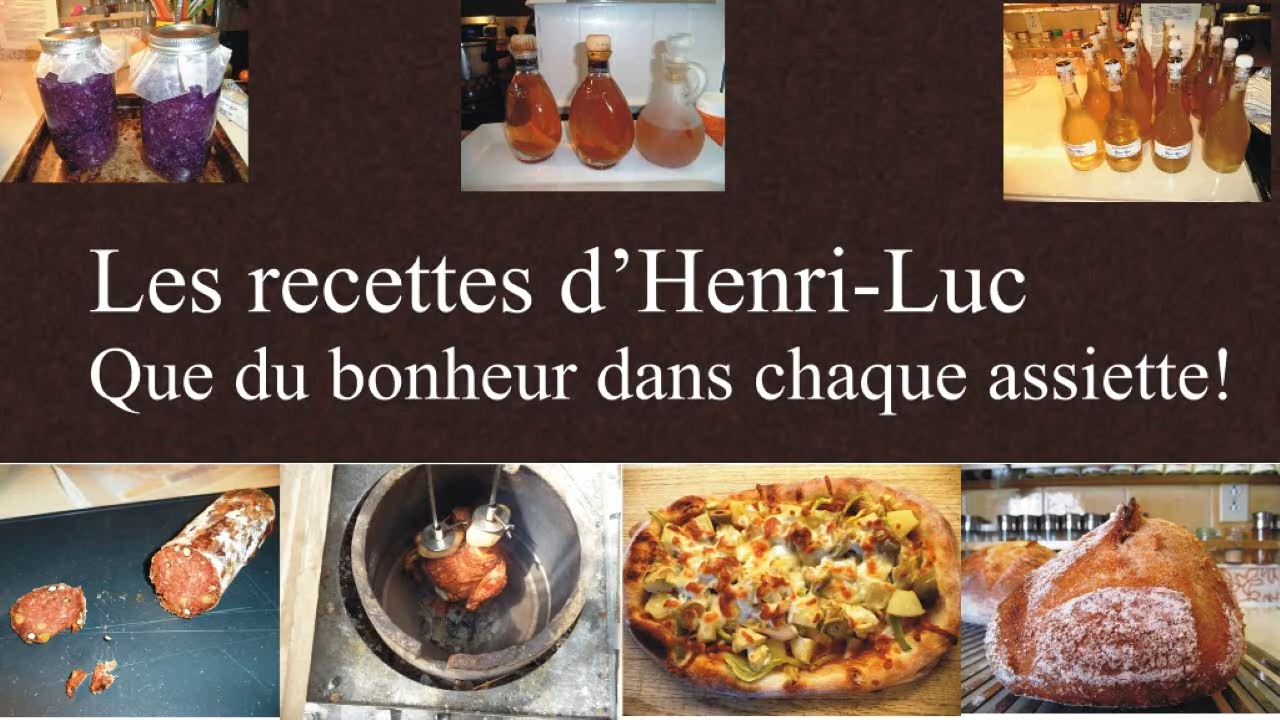 Les recettes d’Henri-Luc
Que du bonheur dans chaque assiette!